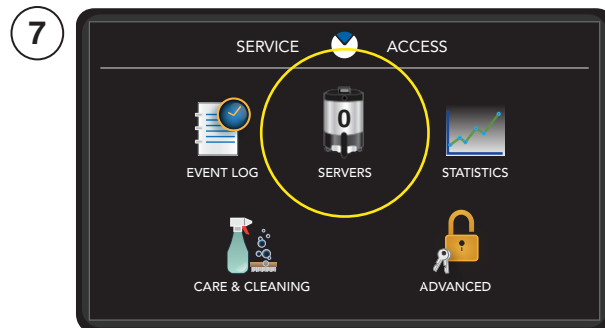 7
SERVICE ACCESS
0
EVENT LOG SERVERS STATISTICS
CARE & CLEANING ADVANCED